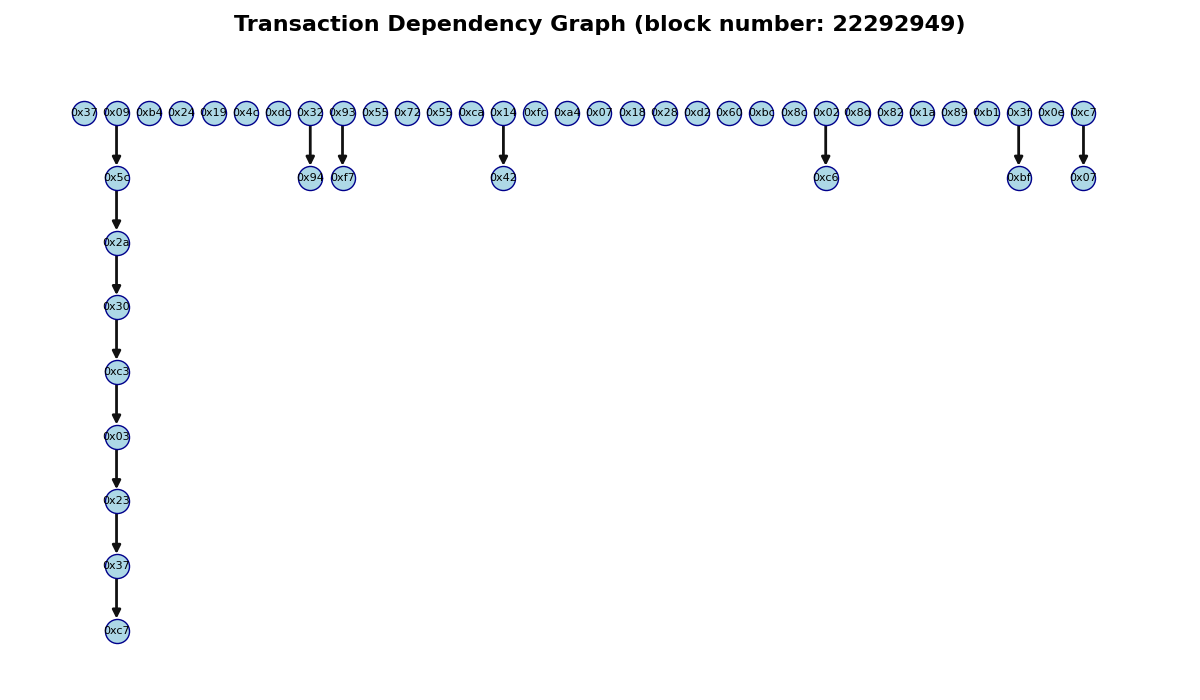 Transaction Dependency Graph (block number: 22292949)
0x37 0x09 0xb4 0x24 0x19 0x4c 0xdc 0x32 0x93 0x55 0x72 0x55 0xca 0x14 0xfc 0xa4 0x07 0x18 0x28 0xd2 0x60 0xbc 0x8c 0x02 0x8d 0x82 0x1a 0x89 0xb1 0x3f 0x0e 0xc7
0x5c 0x94 0xf7 0x42 0xc6 0xbf 0x07
0x2a
0x30
0xc3
0x03
0x23
0x37
0xc7